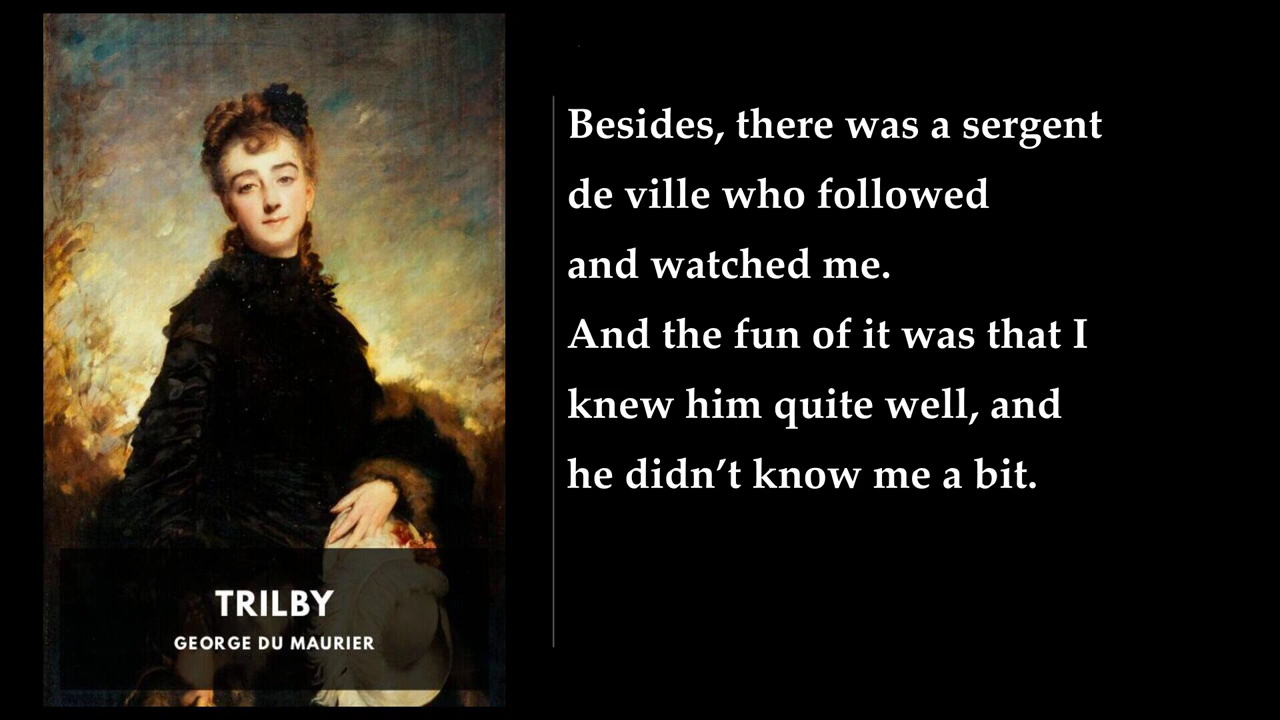 Besides, there was a sergent
de ville who followed
and watched me.
And the fun of it was that I
knew him quite well, and
he didn’t know me a bit.
TRILBY
GEORGE DU MAURIER